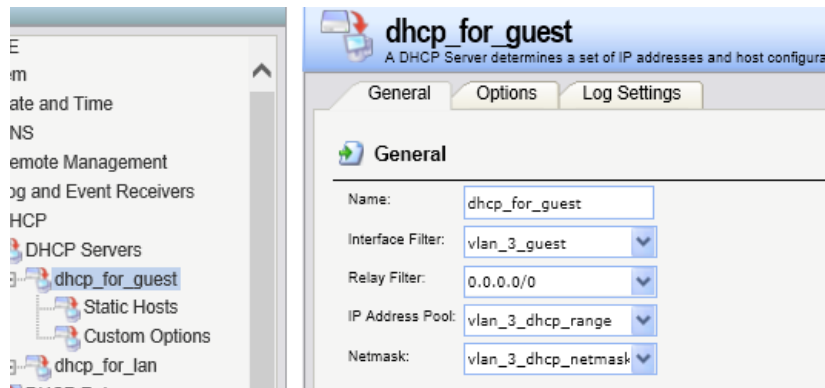 E
em
ate and Time
NS
emote Management
og and Event Receivers
HCP
DHCP Servers
dhcp_for_guest
Static Hosts
Custom Options
dhcp_for_lan
dhcp_for_guest
A DHCP Server determines a set of IP addresses and host configura
General Options Log Settings
General
Name: dhcp_for_guest
Interface Filter: vlan_3_guest
Relay Filter: 0.0.0.0/0
IP Address Pool: vlan_3_dhcp_range
Netmask: vlan_3_dhcp_netmask